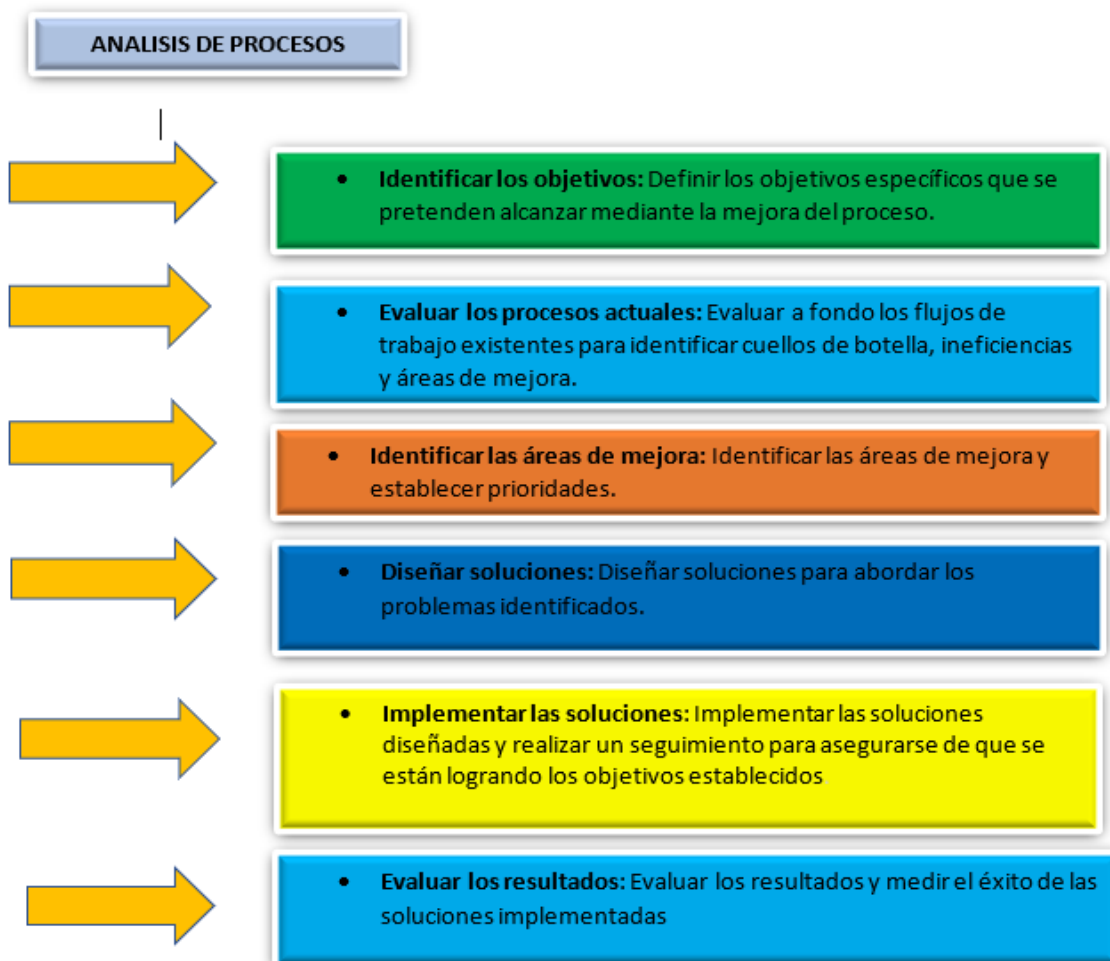 ANALISIS DE PROCESOS
• Identificar los objetivos: Definir los objetivos específicos que se
pretenden alcanzar mediante la mejora del proceso.
• Evaluar los procesos actuales: Evaluar a fondo los flujos de
trabajo existentes para identificar cuellos de botella, ineficiencias
y áreas de mejora.
• Identificar las áreas de mejora: Identificar las áreas de mejora y
establecer prioridades.
• Diseñar soluciones: Diseñar soluciones para abordar los
problemas identificados.
• Implementar las soluciones: Implementar las soluciones
diseñadas y realizar un seguimiento para asegurarse de que se
están logrando los objetivos establecidos
• Evaluar los resultados: Evaluar los resultados y medir el éxito de las
soluciones implementadas